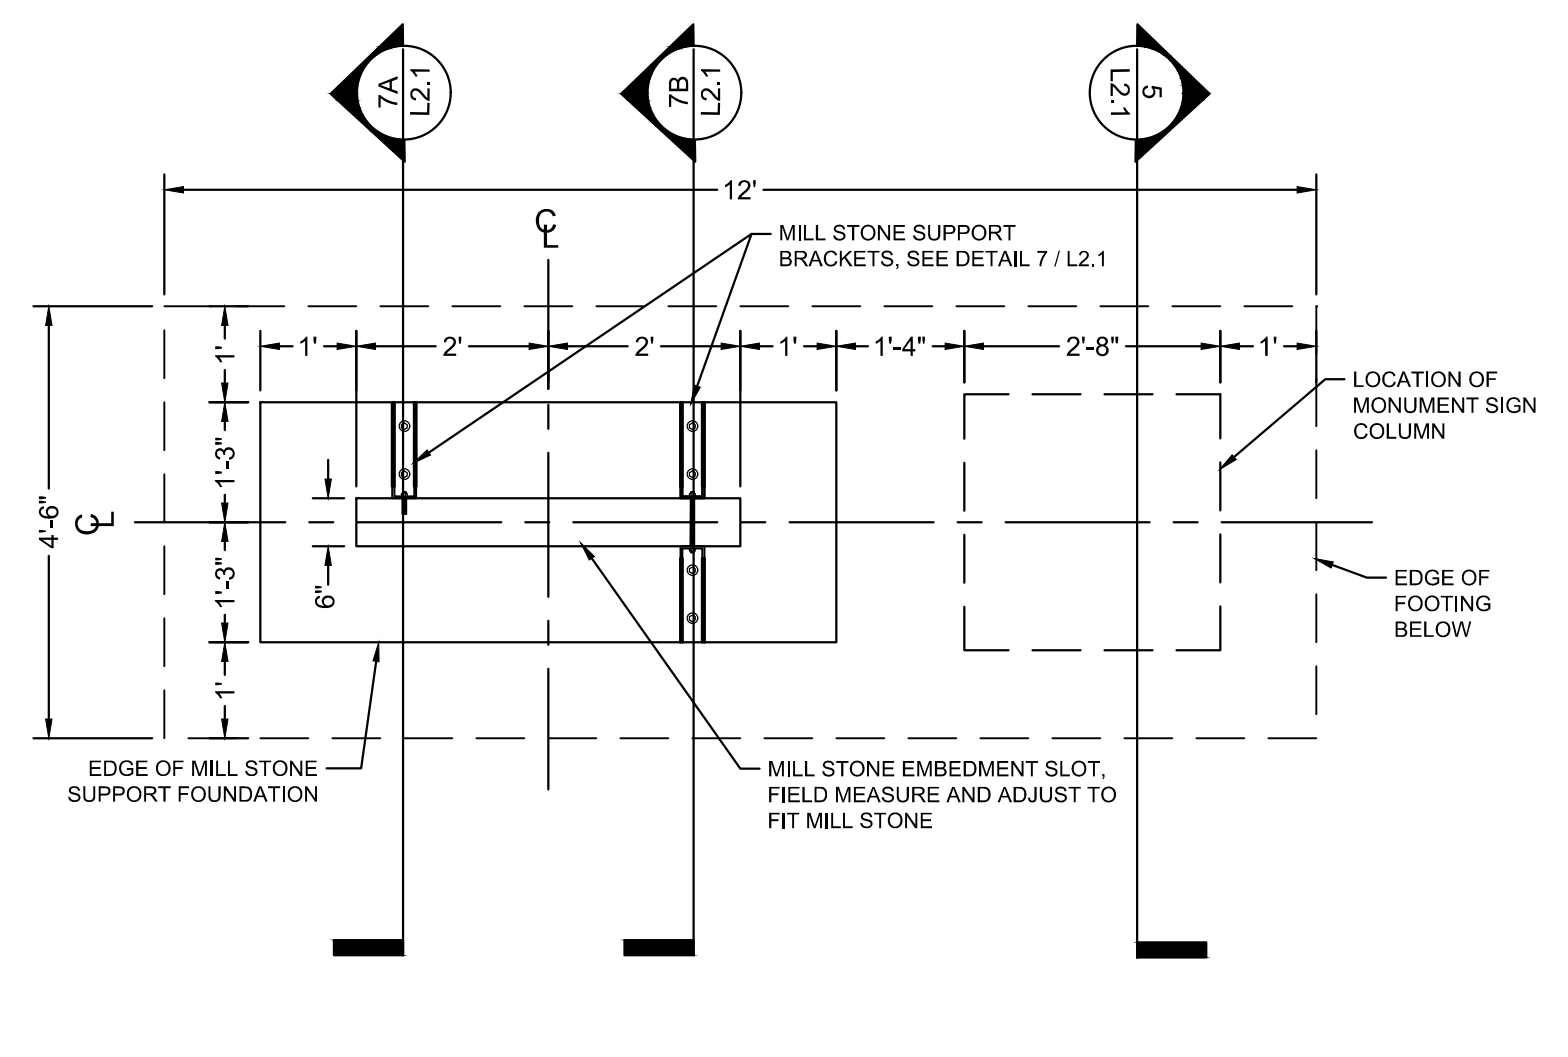 7A
L2.1
7B
L2.1
5
L2.1
12'
℄
MILL STONE SUPPORT
BRACKETS, SEE DETAIL 7 / L2.1
1'
2'
2'
1'
1'-4"
2'-8"
1'
1'
1'-3"
1'-3"
1'
4'-6"
℄
6"
LOCATION OF
MONUMENT SIGN
COLUMN
EDGE OF
FOOTING
BELOW
EDGE OF MILL STONE
SUPPORT FOUNDATION
MILL STONE EMBEDMENT SLOT,
FIELD MEASURE AND ADJUST TO
FIT MILL STONE